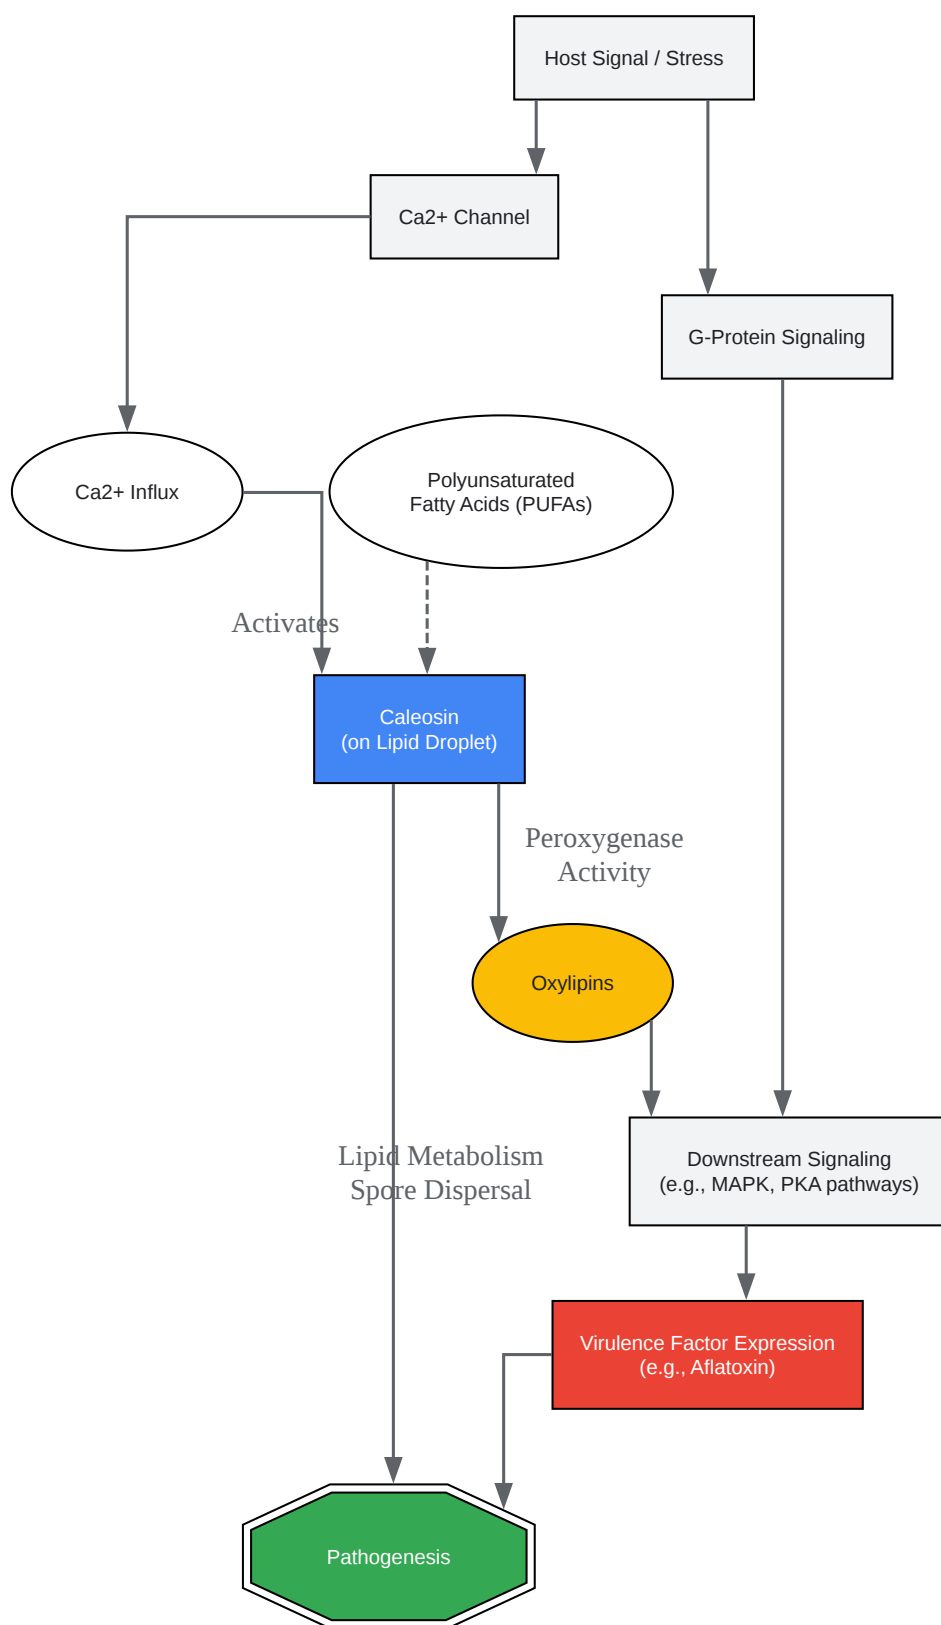 Host Signal / Stress
Ca2+ Channel
G-Protein Signaling
Ca2+ Influx
Polyunsaturated
Fatty Acids (PUFAs)
Activates
Caleosin
(on Lipid Droplet)
Peroxygenase
Activity
Oxylipins
Lipid Metabolism
Spore Dispersal
Downstream Signaling
(e.g., MAPK, PKA pathways)
Virulence Factor Expression
(e.g., Aflatoxin)
Pathogenesis